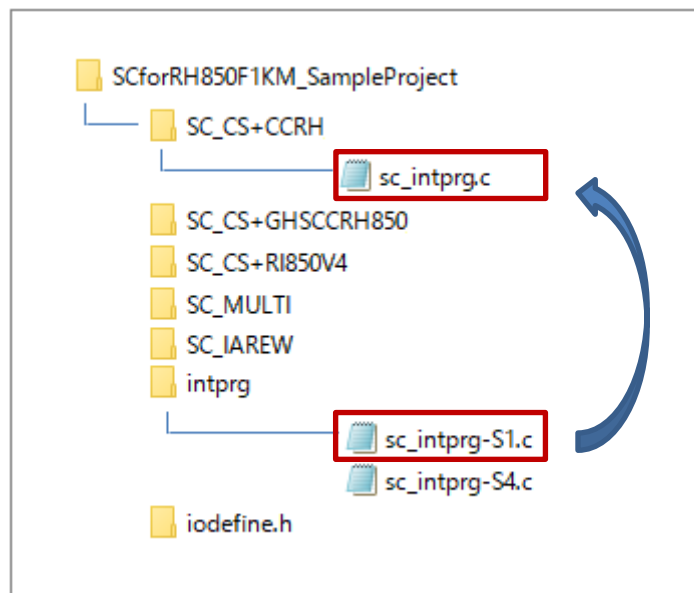 SCforRH850F1KM_SampleProject
SC_CS+CCRH
sc_intprg.c
SC_CS+GHSCCRH850
SC_CS+RI850V4
SC_MULTI
SC_IAREW
intprg
sc_intprg-S1.c
sc_intprg-S4.c
iodefine.h